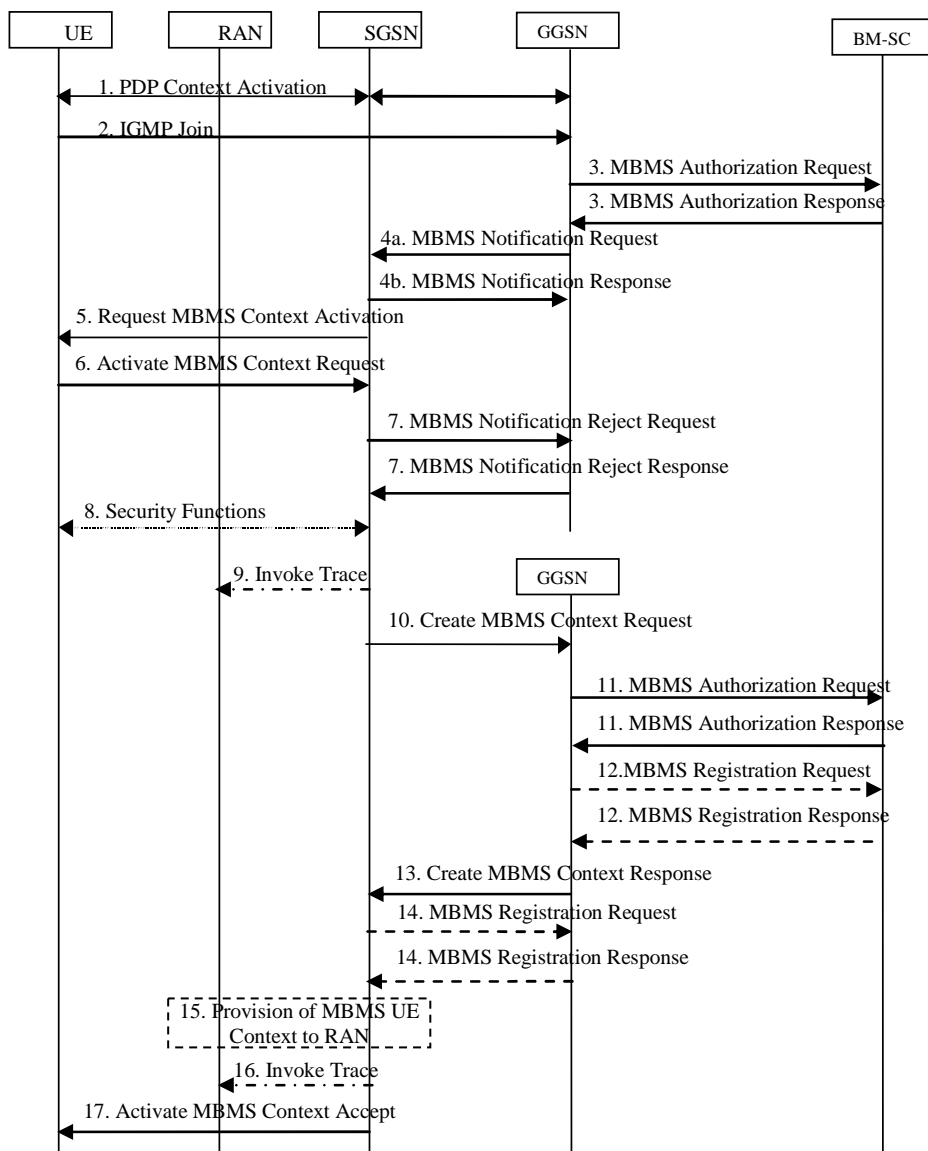 UE
RAN
SGSN
GGSN
BM-SC
1. PDP Context Activation
2. IGMP Join
3. MBMS Authorization Request
3. MBMS Authorization Response
4a. MBMS Notification Request
4b. MBMS Notification Response
5. Request MBMS Context Activation
6. Activate MBMS Context Request
7. MBMS Notification Reject Request
7. MBMS Notification Reject Response
8. Security Functions
9. Invoke Trace
GGSN
10. Create MBMS Context Request
11. MBMS Authorization Request
11. MBMS Authorization Response
12.MBMS Registration Request
12. MBMS Registration Response
13. Create MBMS Context Response
14. MBMS Registration Request
14. MBMS Registration Response
15. Provision of MBMS UE
Context to RAN
16. Invoke Trace
17. Activate MBMS Context Accept